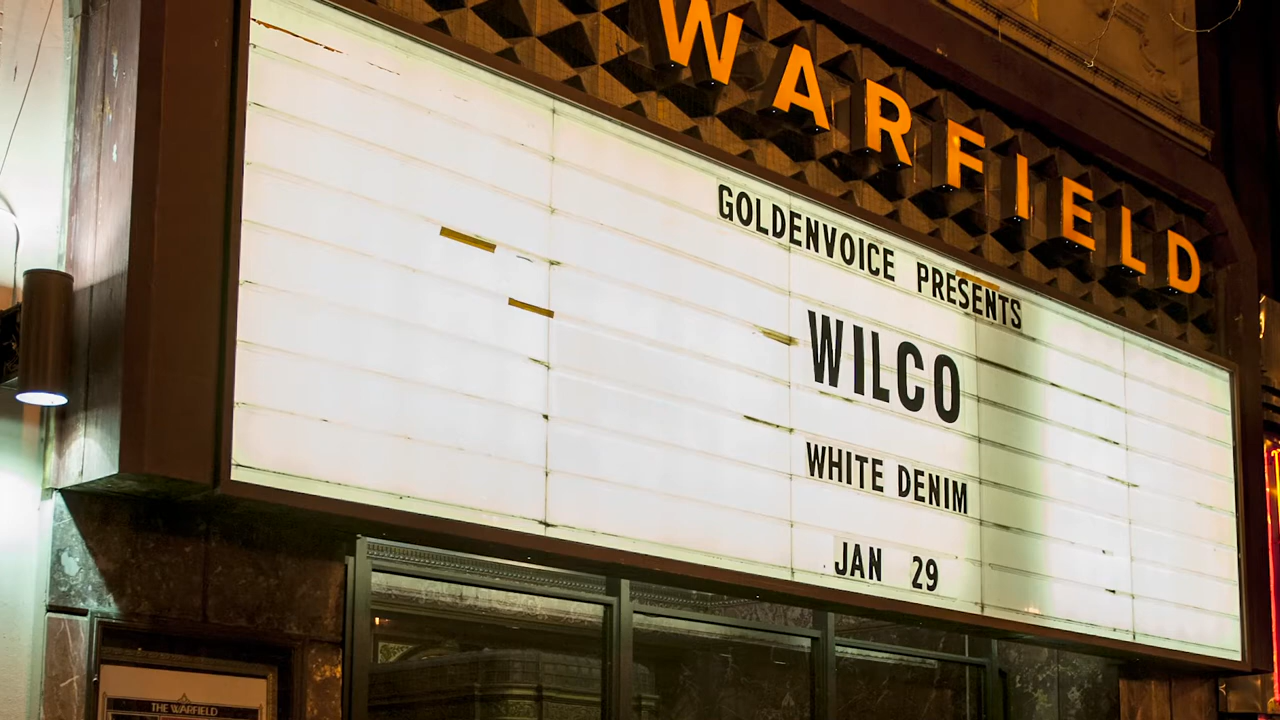 WARFIELD
GOLDENVOICE PRESENTS
WILCO
WHITE DENIM
JAN 29
THE WARFIELD